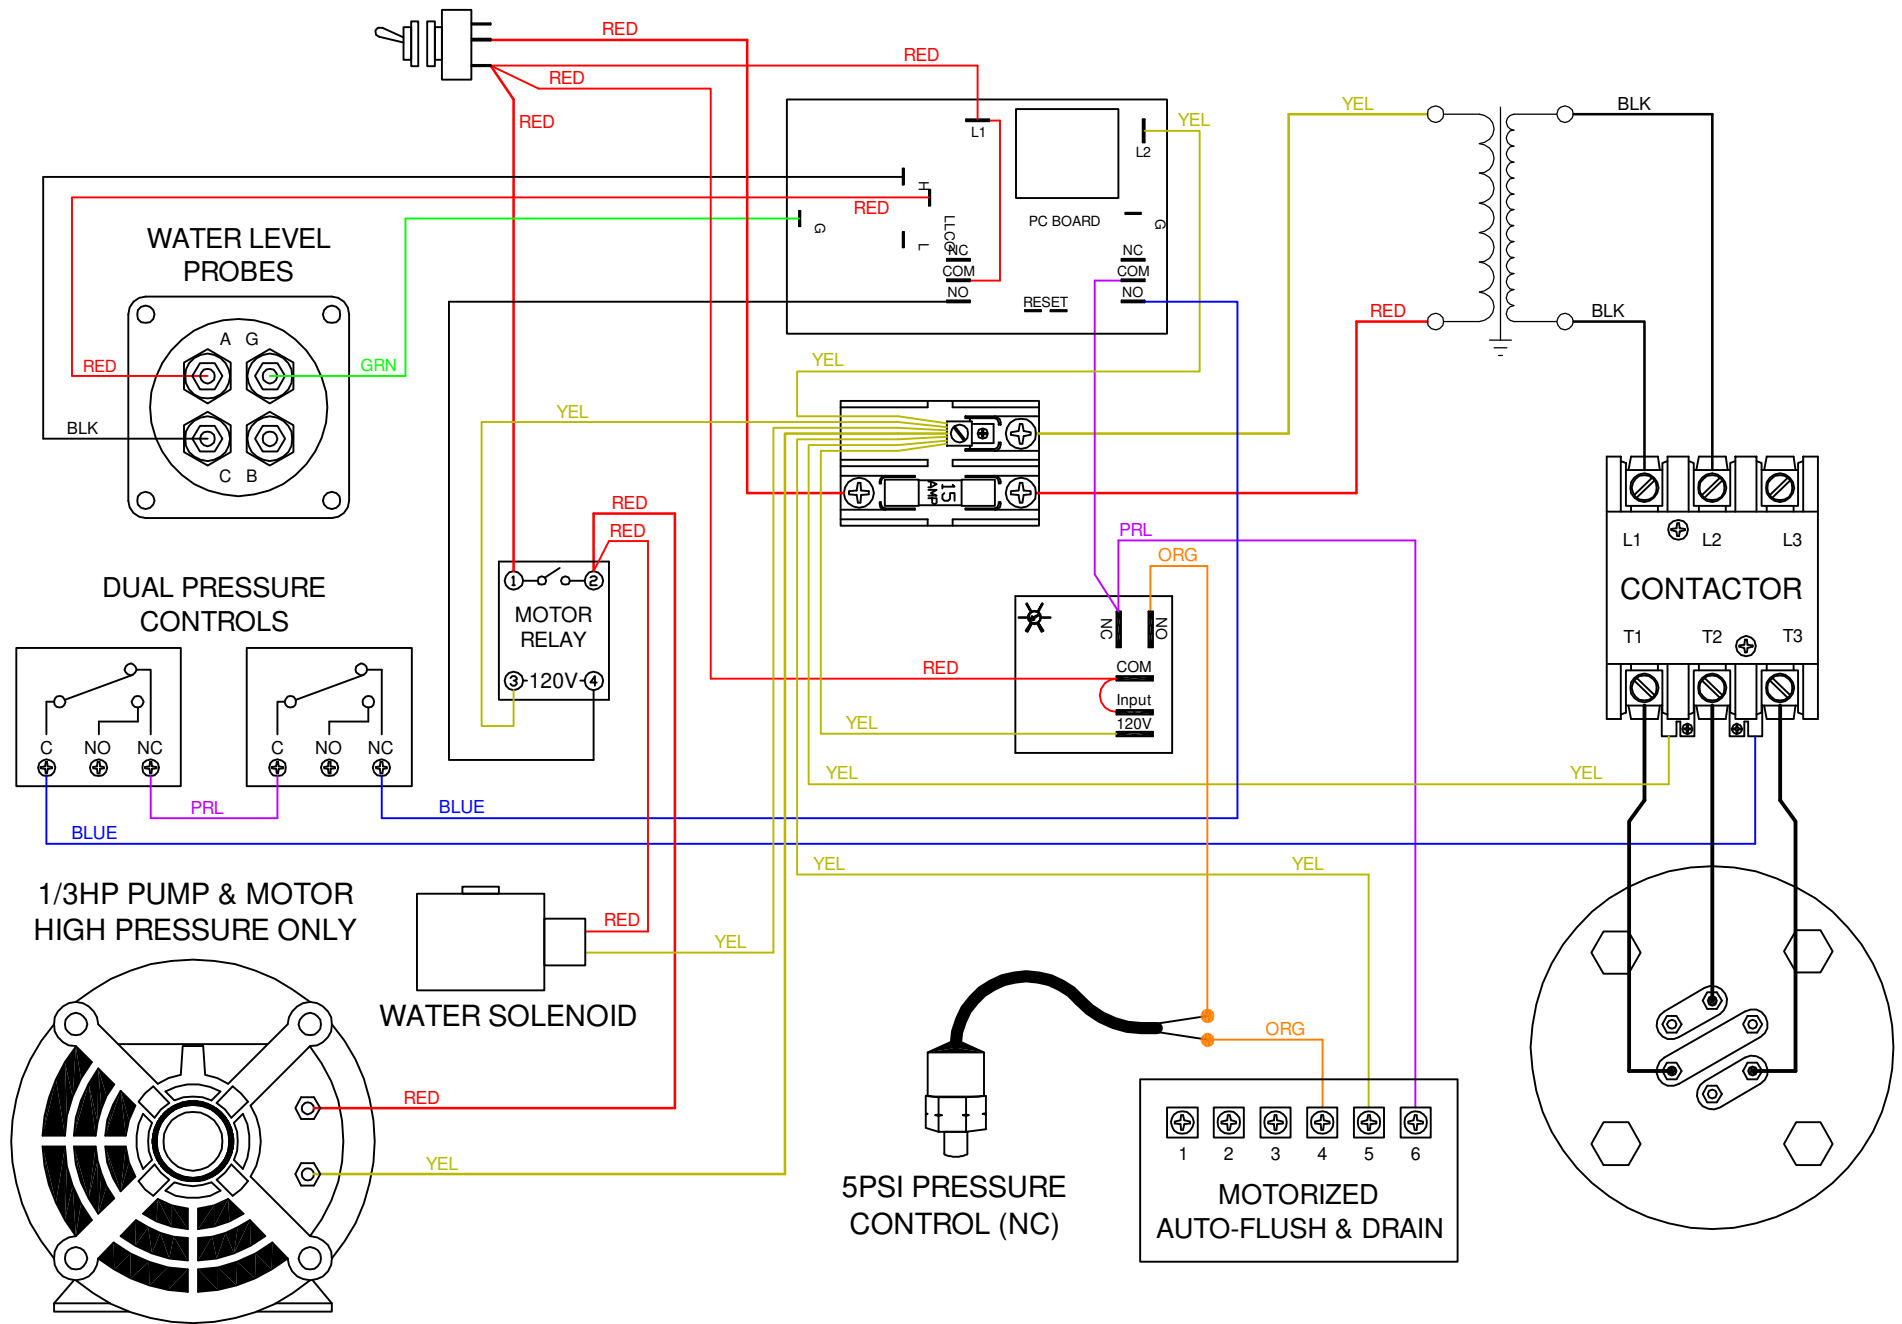 RED
RED
RED
RED
YEL
BLK
L1
YEL
L2
H
RED
G
LLCO
L
PC BOARD
G
NC
COM
NO
NC
COM
NO
RESET
WATER LEVEL
PROBES
A G
RED
GRN
BLK
C B
RED
BLK
YEL
YEL
15
AMP
RED
RED
PRL
ORG
1
2
MOTOR
RELAY
3
120V
4
NC
NO
COM
RED
Input
120V
YEL
L1 L2 L3
CONTACTOR
T1 T2 T3
DUAL PRESSURE
CONTROLS
C NO NC
C NO NC
PRL
BLUE
BLUE
YEL
YEL
YEL
YEL
1/3HP PUMP & MOTOR
HIGH PRESSURE ONLY
RED
YEL
WATER SOLENOID
RED
YEL
ORG
5PSI PRESSURE
CONTROL (NC)
1 2 3 4 5 6
MOTORIZED
AUTO-FLUSH & DRAIN